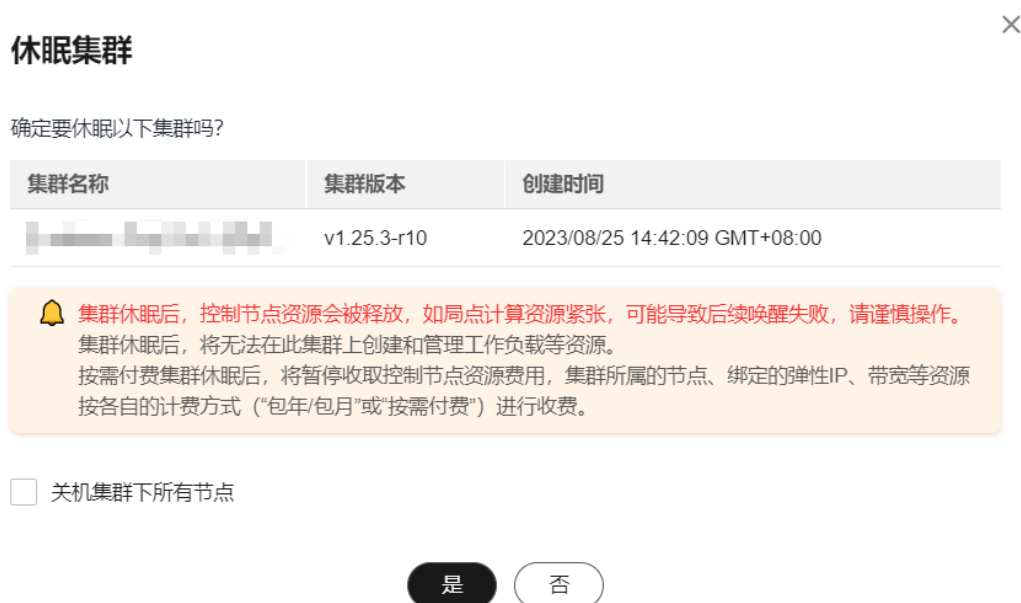 休眠集群
确定要休眠以下集群吗?
集群名称 集群版本 创建时间
v1.25.3-r10 2023/08/25 14:42:09 GMT+08:00
集群休眠后，控制节点资源会被释放，如局点计算资源紧张，可能导致后续唤醒失败，请谨慎操作。
集群休眠后，将无法在此集群上创建和管理工作负载等资源。
按需付费集群休眠后，将暂停收取控制节点资源费用，集群所属的节点、绑定的弹性IP、带宽等资源
按各自的计费方式（“包年/包月”或“按需付费”）进行收费。
关机集群下所有节点
是 否